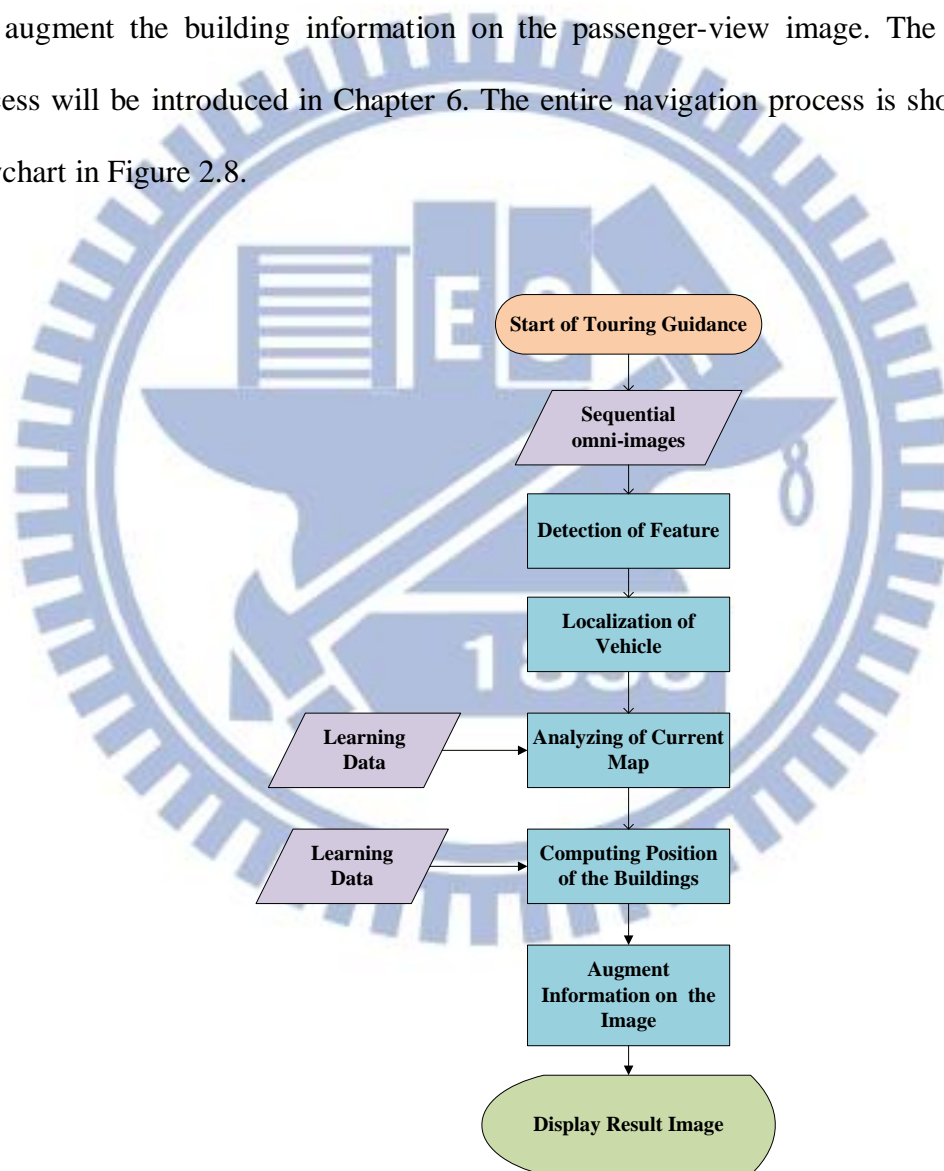 augment the building information on the passenger-view image. The
cess will be introduced in Chapter 6. The entire navigation process is sho
chart in Figure 2.8.
E S
Start of Touring Guidance
Sequential
omni-images
Detection of Feature
Localization of
Vehicle
1896
Learning
Data
Analyzing of Current
Map
Learning
Data
Computing Position
of the Buildings
Augment
Information on the
Image
Display Result Image